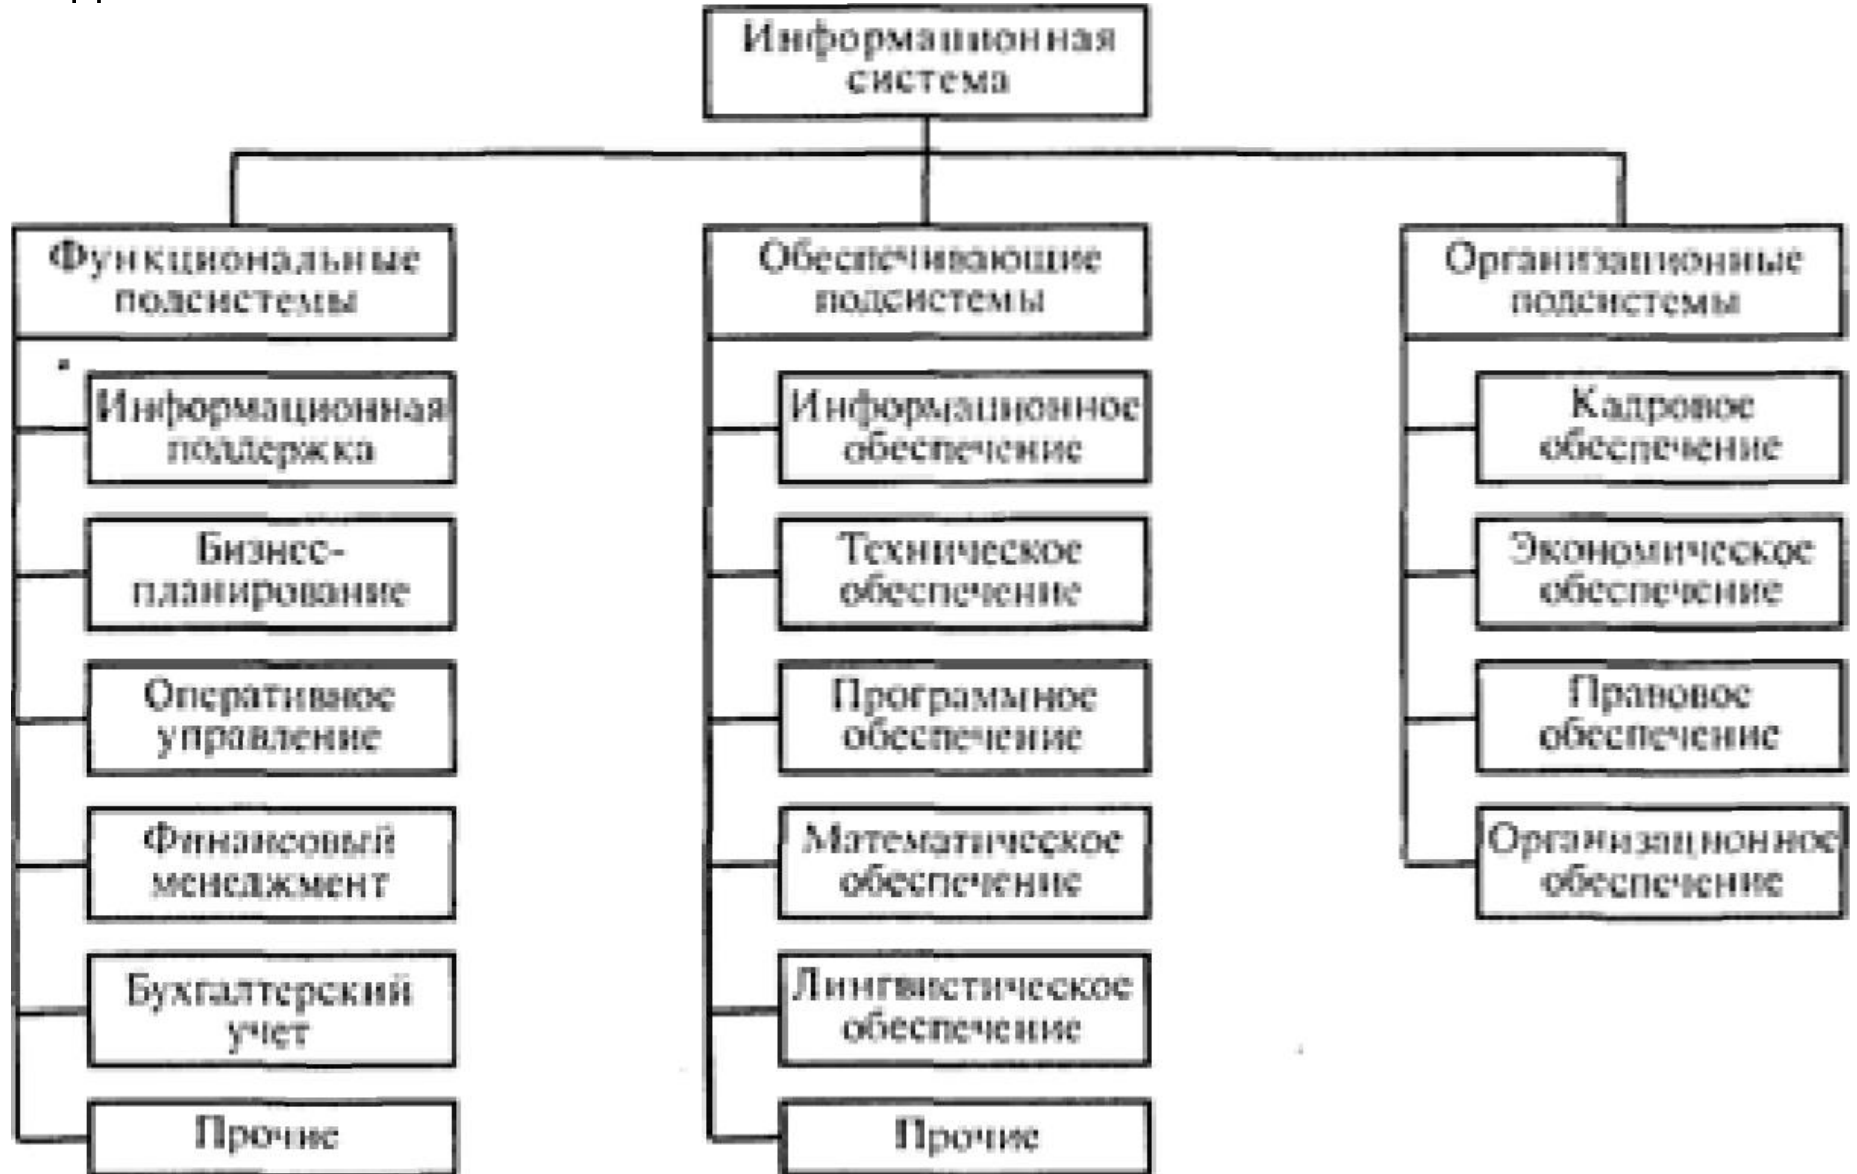 Информационная
система
Функциональные
подсистемы
Информационная
поддержка
Бизнес-
планирование
Оперативное
управление
Финансовый
менеджмент
Бухгалтерский
учет
Прочие
Обеспечивающие
подсистемы
Информационное
обеспечение
Техническое
обеспечение
Программное
обеспечение
Математическое
обеспечение
Лингвистическое
обеспечение
Прочие
Организационные
подсистемы
Кадровое
обеспечение
Экономическое
обеспечение
Правовое
обеспечение
Организационное
обеспечение